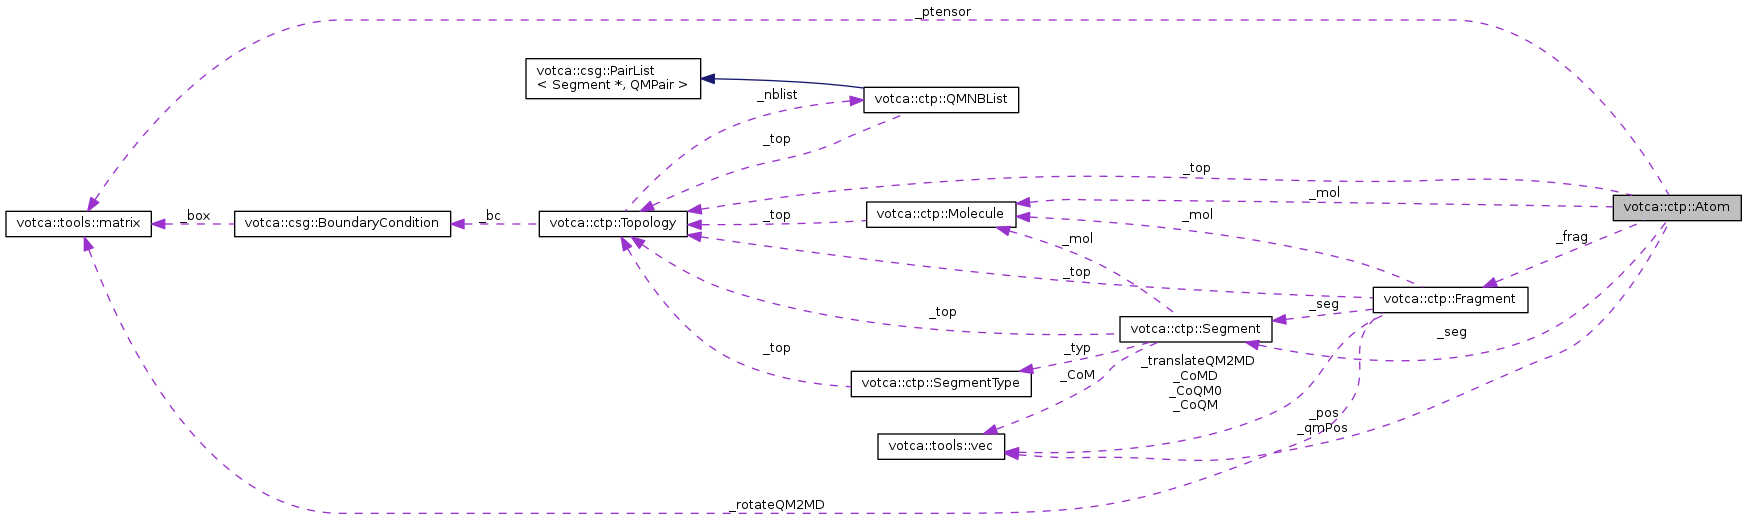 _ptensor
votca::csg::PairList
< Segment *, QMPair >
_nblist
votca::ctp::QMNBList
_top
_top
_mol
votca::ctp::Atom
votca::tools::matrix
_box
votca::csg::BoundaryCondition
_bc
votca::ctp::Topology
_top
votca::ctp::Molecule
_mol
_mol
_frag
_top
votca::ctp::Fragment
_seg
_top
votca::ctp::Segment
_seg
_top
_typ
_translateQM2MD
_CoMD
_CoQM0
_CoQM
_CoM
votca::ctp::SegmentType
_pos
_qmPos
votca::tools::vec
_rotateQM2MD